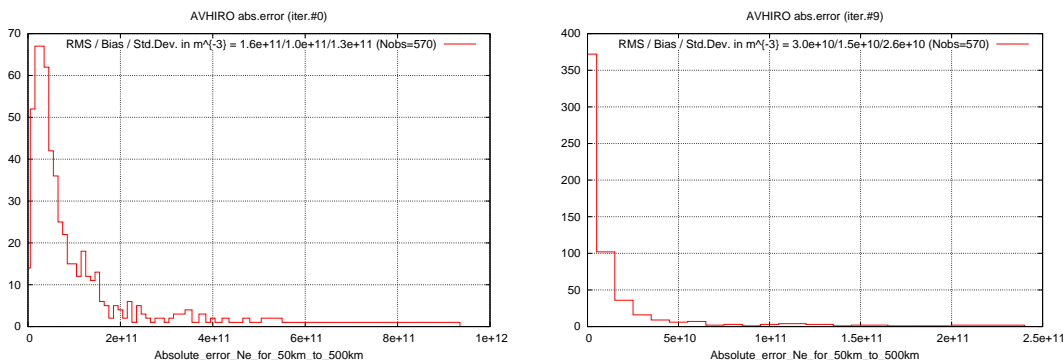 AVHIRO abs.error (iter.#0)
RMS / Bias / Std.Dev. in m^{-3} = 1.6e+11/1.0e+11/1.3e+11 (Nobs=570)
70
60
50
40
30
20
10
0
0 2e+11 4e+11 6e+11 8e+11 1e+12
Absolute_error_Ne_for_50km_to_500km
AVHIRO abs.error (iter.#9)
RMS / Bias / Std.Dev. in m^{-3} = 3.0e+10/1.5e+10/2.6e+10 (Nobs=570)
400
350
300
250
200
150
100
50
0
0 5e+10 1e+11 1.5e+11 2e+11 2.5e+11
Absolute_error_Ne_for_50km_to_500km